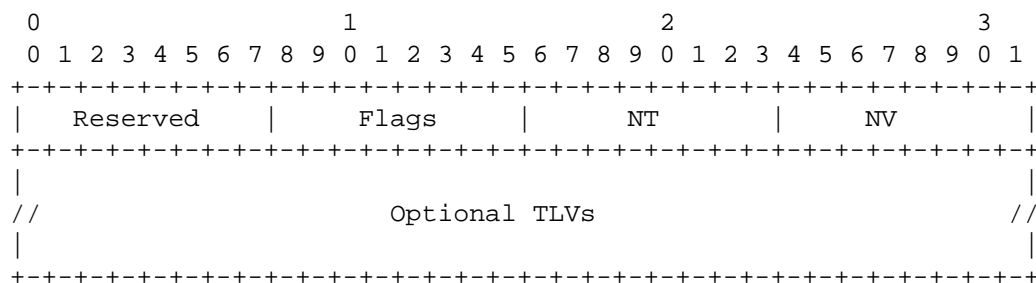 0                   1                   2                   3
 0 1 2 3 4 5 6 7 8 9 0 1 2 3 4 5 6 7 8 9 0 1 2 3 4 5 6 7 8 9 0 1
+-+-+-+-+-+-+-+-+-+-+-+-+-+-+-+-+-+-+-+-+-+-+-+-+-+-+-+-+-+-+-+-+
|   Reserved    |     Flags     |      NT       |      NV       |
+-+-+-+-+-+-+-+-+-+-+-+-+-+-+-+-+-+-+-+-+-+-+-+-+-+-+-+-+-+-+-+-+
|                                                               |
//                      Optional TLVs                          //
|                                                               |
+-+-+-+-+-+-+-+-+-+-+-+-+-+-+-+-+-+-+-+-+-+-+-+-+-+-+-+-+-+-+-+-+